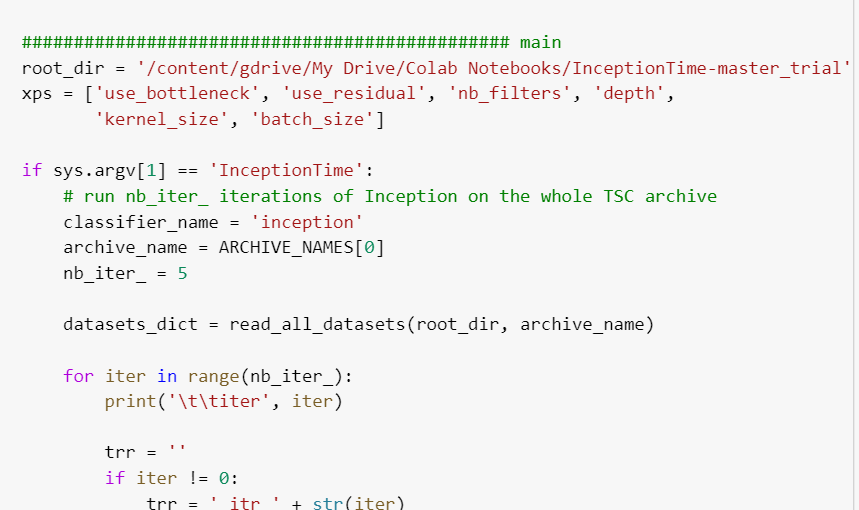 ############################################### main
root_dir = '/content/gdrive/My Drive/Colab Notebooks/InceptionTime-master_trial'
xps = ['use_bottleneck', 'use_residual', 'nb_filters', 'depth',
       'kernel_size', 'batch_size']

if sys.argv[1] == 'InceptionTime':
    # run nb_iter_ iterations of Inception on the whole TSC archive
    classifier_name = 'inception'
    archive_name = ARCHIVE_NAMES[0]
    nb_iter_ = 5

    datasets_dict = read_all_datasets(root_dir, archive_name)

    for iter in range(nb_iter_):
        print('\t\titer', iter)

        trr = ''
        if iter != 0:
            trr = '_itr_' + str(iter)